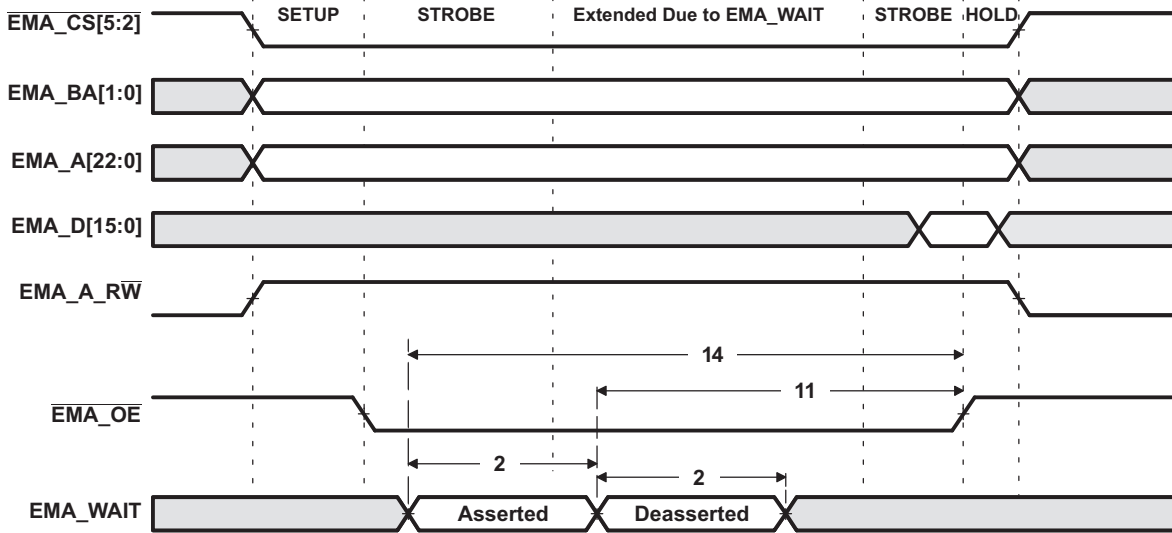 SETUP STROBE Extended Due to EMA_WAIT STROBE HOLD
EMA_CS[5:2]
EMA_BA[1:0]
EMA_A[22:0]
EMA_D[15:0]
EMA_A_RW
14
11
EMA_OE
2
2
EMA_WAIT Asserted Deasserted